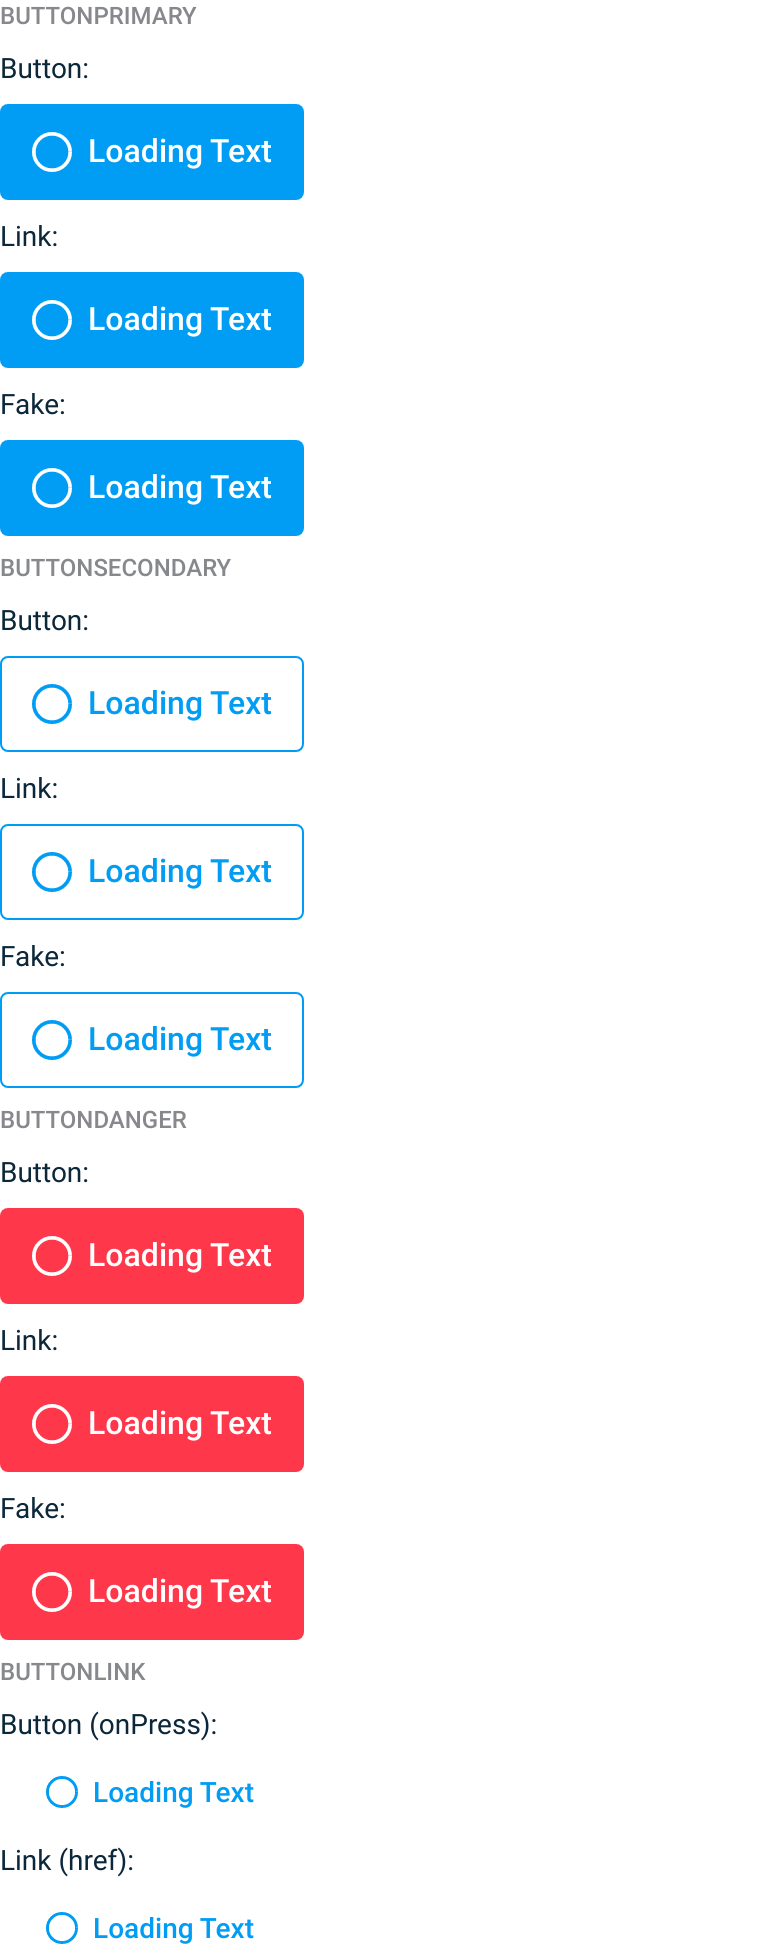 BUTTONPRIMARY
Button:
Loading Text
Link:
Loading Text
Fake:
Loading Text
BUTTONSECONDARY
Button:
Loading Text
Link:
Loading Text
Fake:
Loading Text
BUTTONDANGER
Button:
Loading Text
Link:
Loading Text
Fake:
Loading Text
BUTTONLINK
Button (onPress):
Loading Text
Link (href):
Loading Text